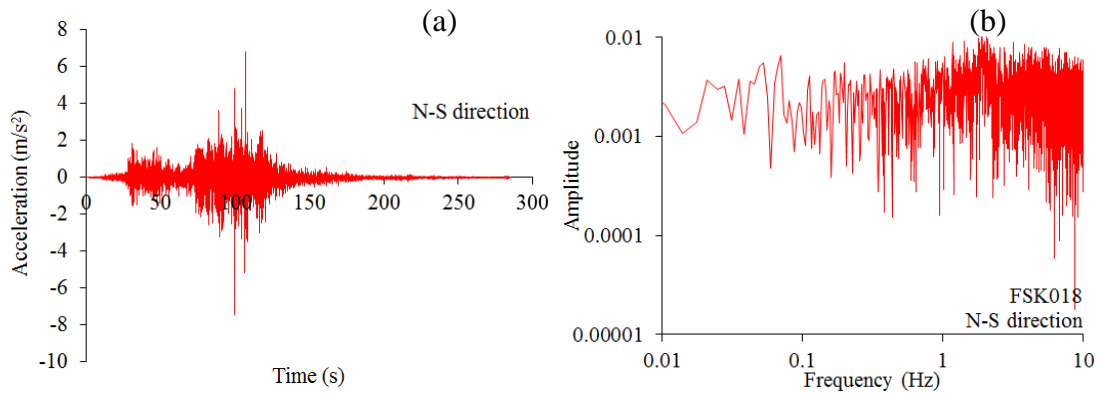 (a)
8
6
4
2
0
-2
-4
-6
-8
-10
Acceleration (m/s²)
0 50 100 150 200 250 300
Time (s)
N-S direction
(b)
0.01
0.001
0.0001
0.00001
Amplitude
0.01 0.1 1 10
Frequency (Hz)
FSK018
N-S direction